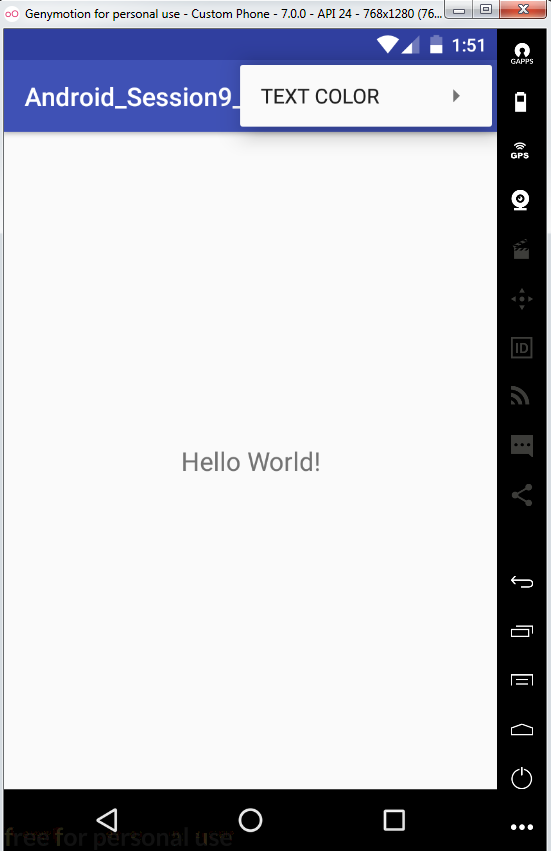 Genymotion for personal use - Custom Phone - 7.0.0 - API 24 - 768x1280 (76...
1:51
Android_Session9_
TEXT COLOR
GAPPS
GPS
ID
Hello World!
free for personal use